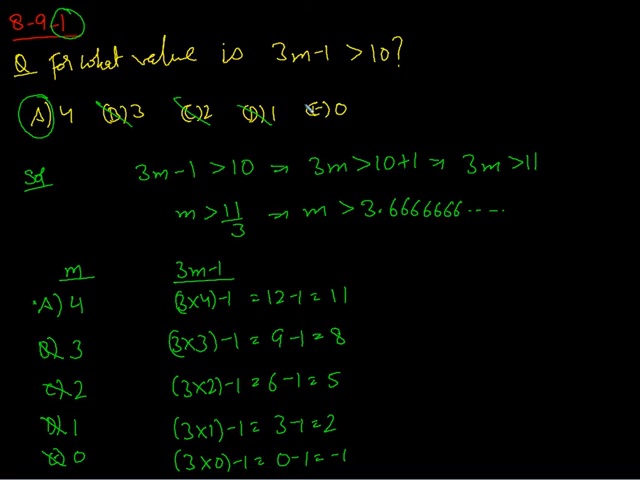 8-9-1
Q For what value is 3m-1 > 10?
A) 4 (B) 3 (C) 2 (D) 1 (E) 0
Sol 3m-1 > 10 ⇒ 3m > 10+1 ⇒ 3m > 11
m > 11/3 ⇒ m > 3.6666666.....
m 3m-1
A) 4 (3×4)-1 = 12-1 = 11
B) 3 (3×3)-1 = 9-1 = 8
C) 2 (3×2)-1 = 6-1 = 5
D) 1 (3×1)-1 = 3-1 = 2
0 (3×0)-1 = 0-1 = -1